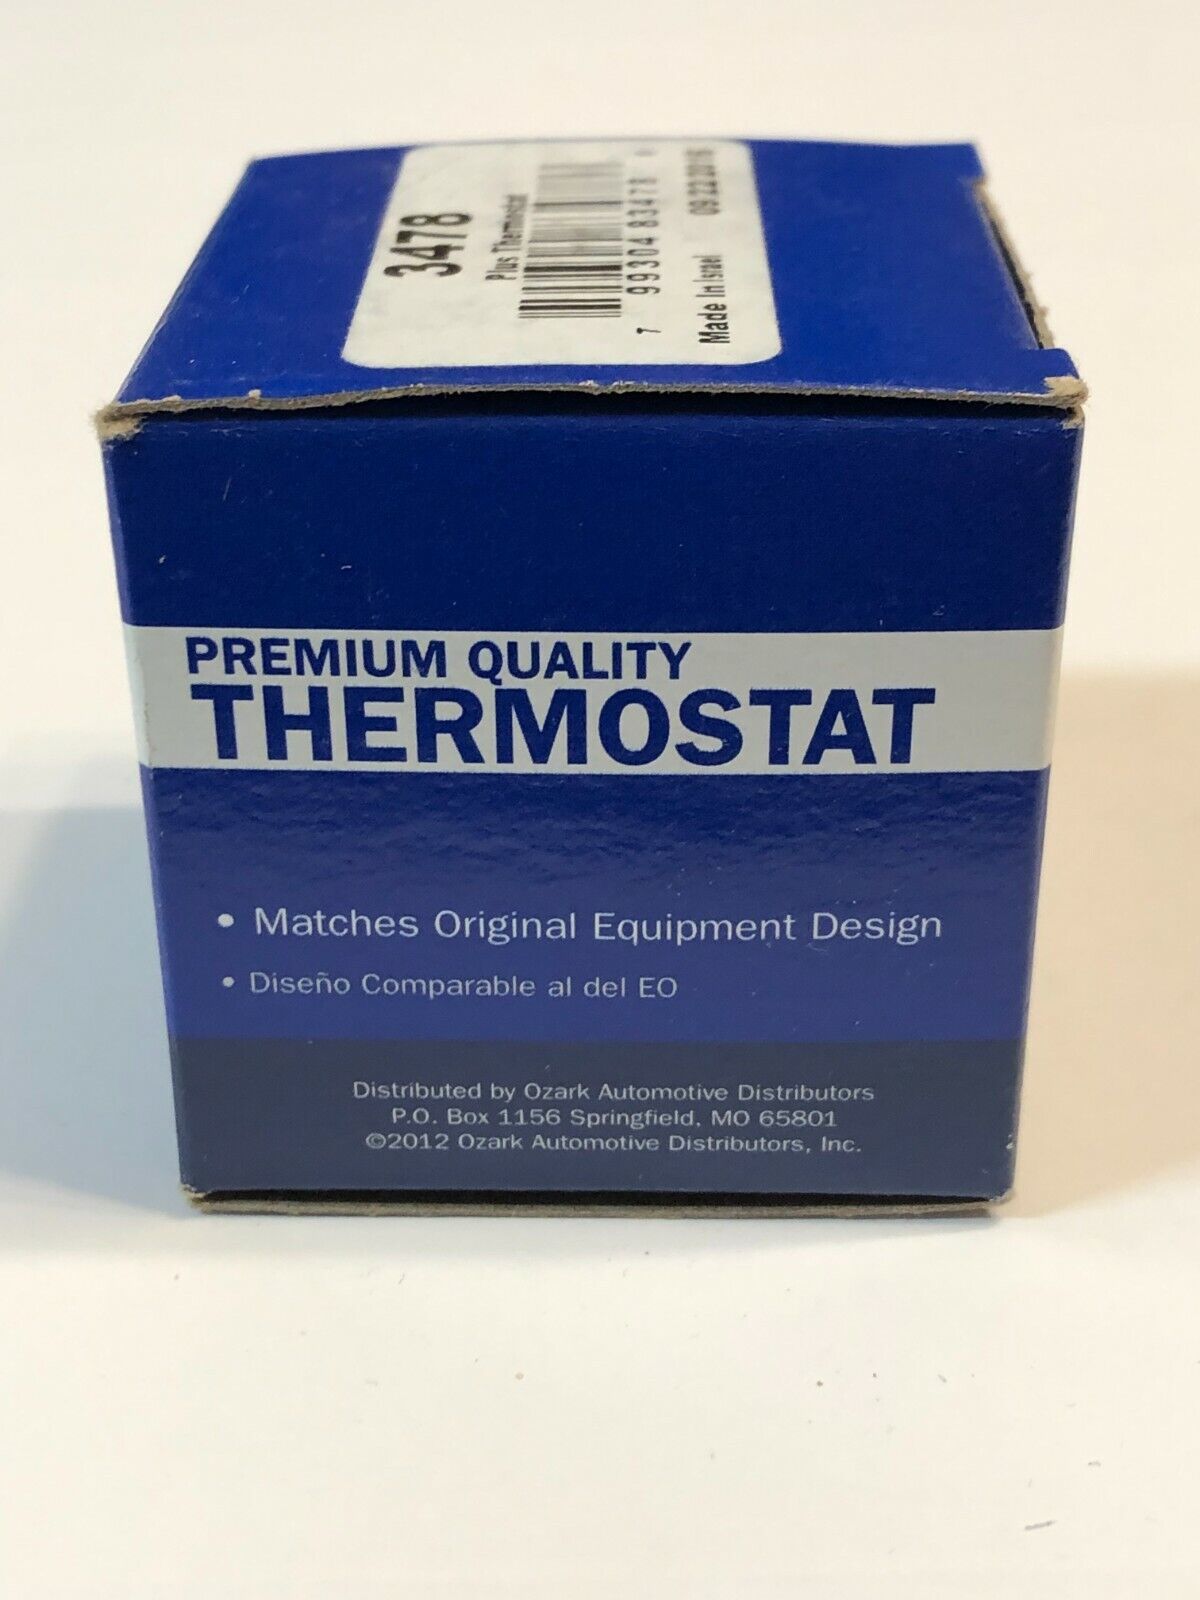 3478
Plus Thermostat
7 99304 83478
Made In Israel
PREMIUM QUALITY
THERMOSTAT
• Matches Original Equipment Design
• Diseño Comparable al del EO
Distributed by Ozark Automotive Distributors
P.O. Box 1156 Springfield, MO 65801
©2012 Ozark Automotive Distributors, Inc.